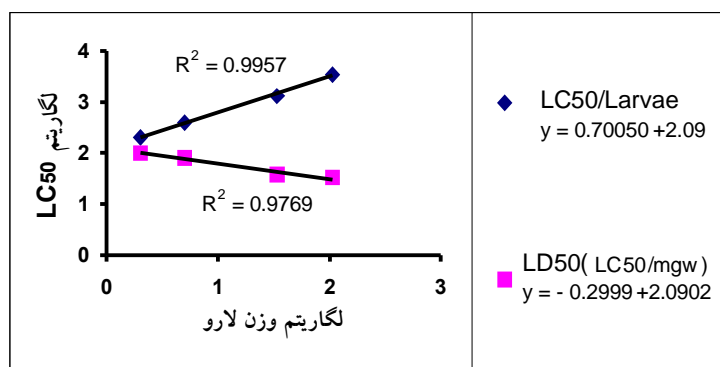 لگاریتم LC50
4
3
2
1
0
R² = 0.9957
R² = 0.9769
0 1 2 3
لگاریتم وزن لارو
LC50/Larvae
y = 0.70050 +2.09
LD50( LC50/mgw )
y = - 0.2999 +2.0902